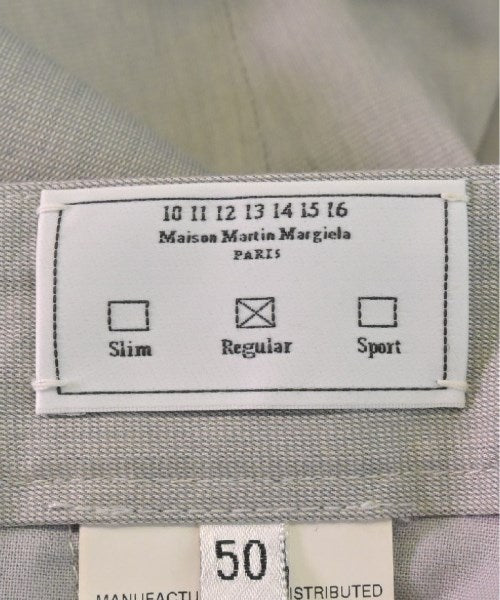 10 11 12 13 14 15 16
Maison Martin Margiela
PARIS
Slim Regular Sport
50